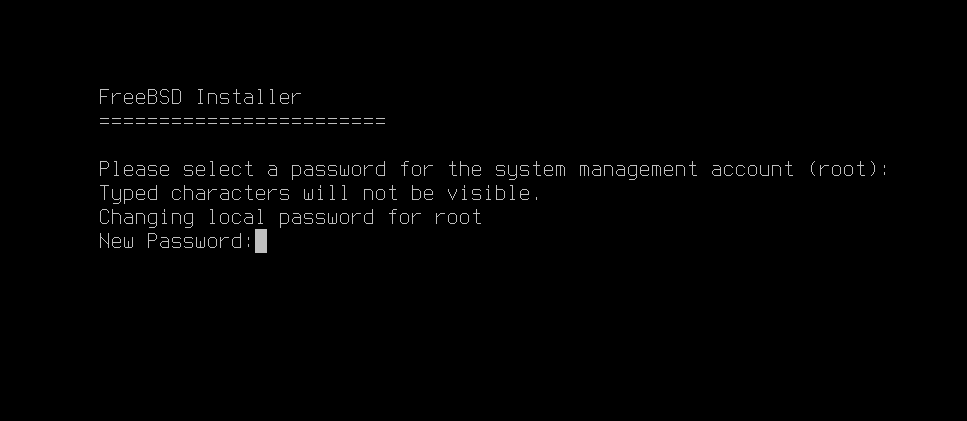 FreeBSD Installer
========================
Please select a password for the system management account (root):
Typed characters will not be visible.
Changing local password for root
New Password: